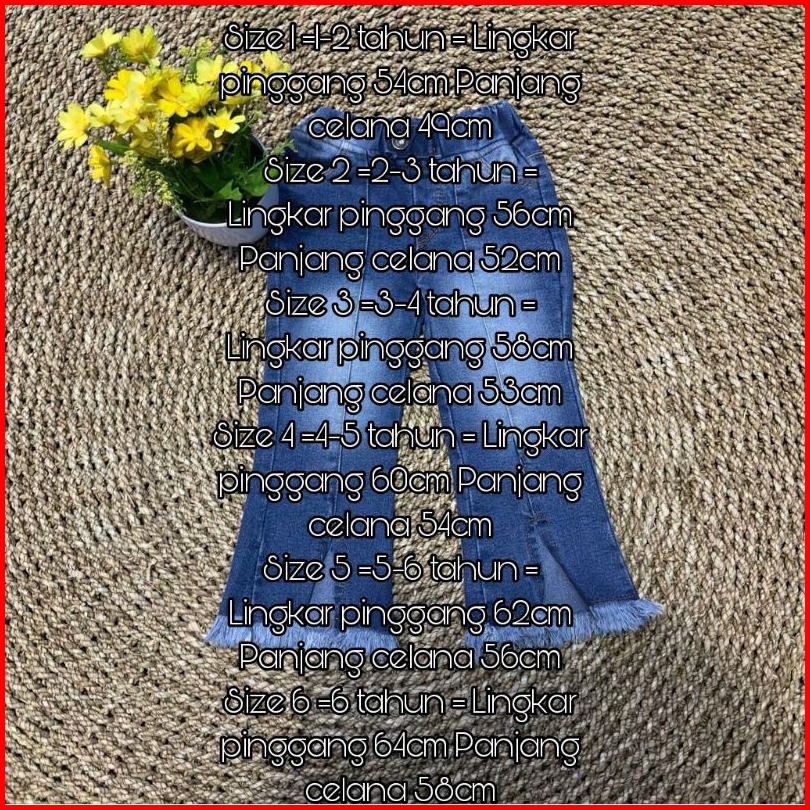 Size 1 =1-2 tahun = Lingkar
pinggang 54cm Panjang
celana 49cm
Size 2 =2-3 tahun =
Lingkar pinggang 56cm
Panjang celana 52cm
Size 3 =3-4 tahun =
Lingkar pinggang 58cm
Panjang celana 53cm
Size 4 =4-5 tahun = Lingkar
pinggang 60cm Panjang
celana 54cm
Size 5 =5-6 tahun =
Lingkar pinggang 62cm
Panjang celana 56cm
Size 6 =6 tahun = Lingkar
pinggang 64cm Panjang
celana 58cm